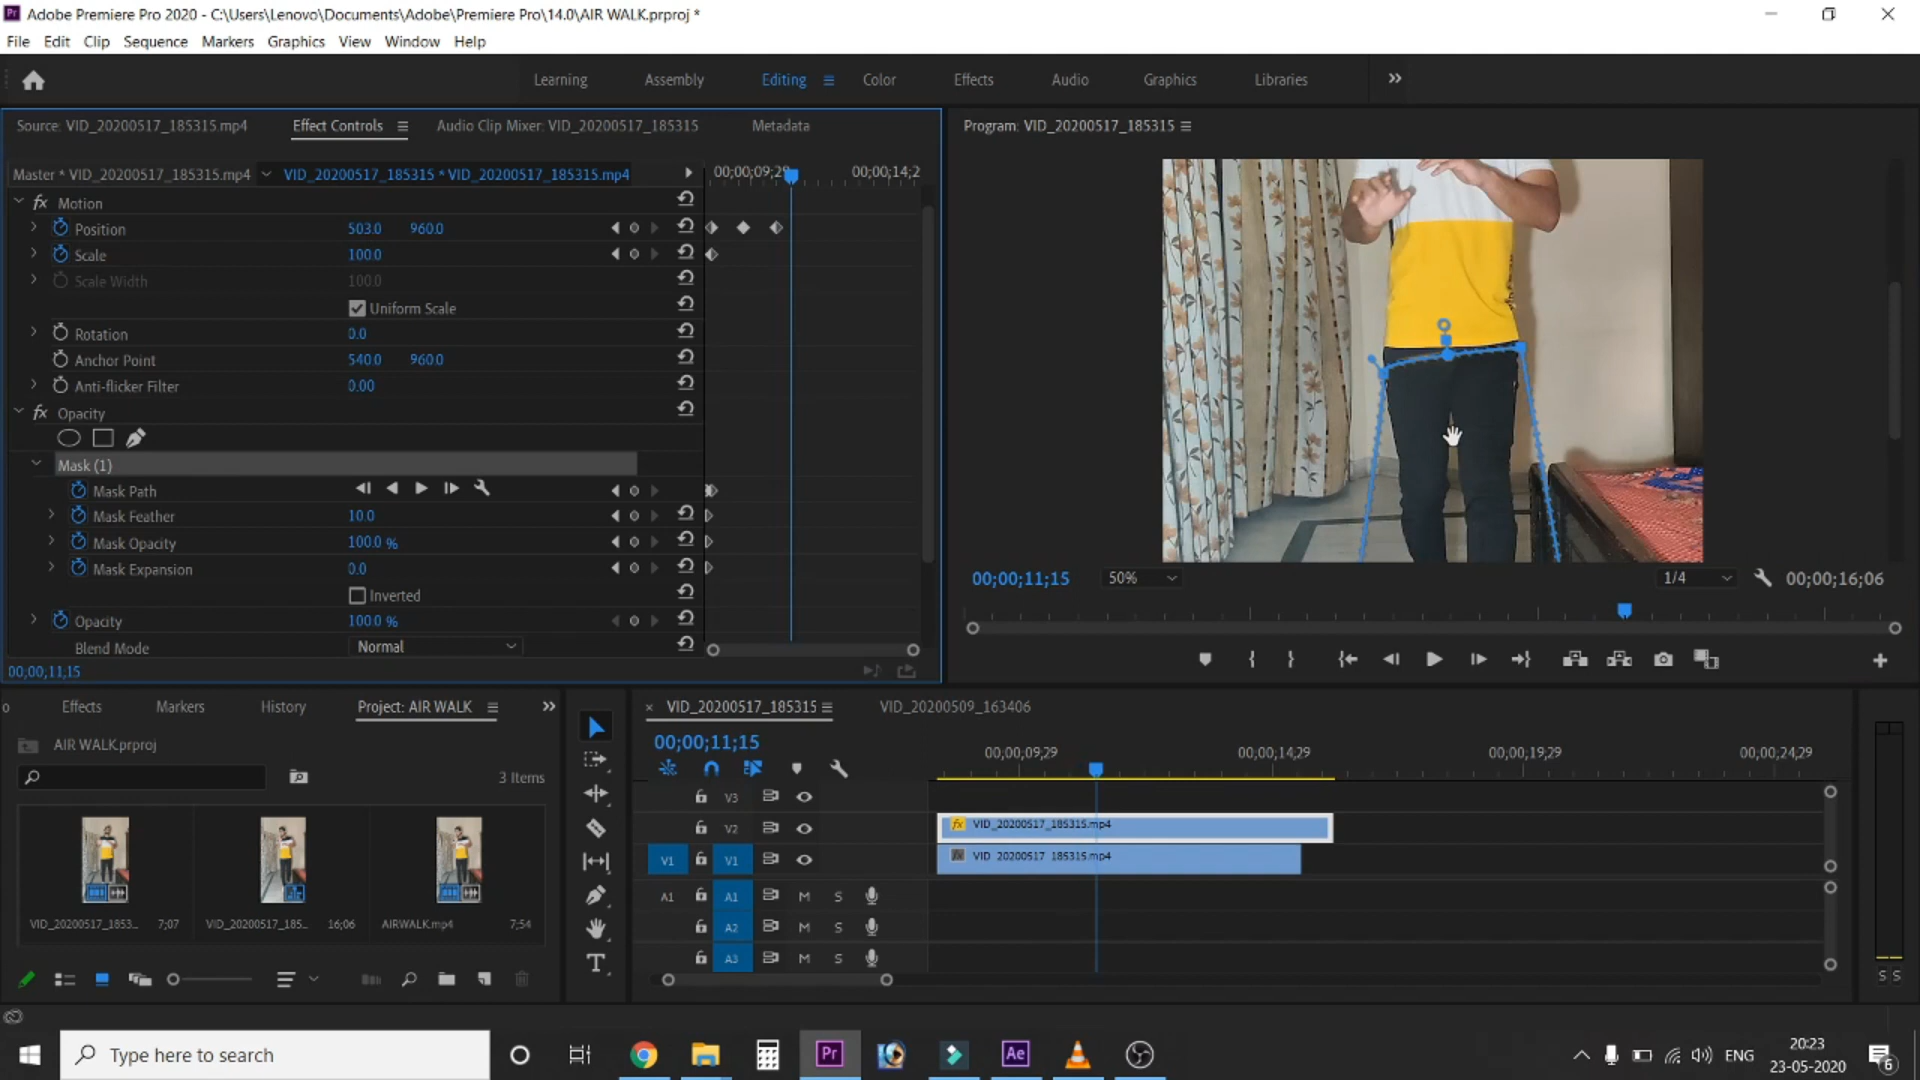 Adobe Premiere Pro 2020 - C:\Users\Lenovo\Documents\Adobe\Premiere Pro\14.0\AIR WALK.prproj *
File Edit Clip Sequence Markers Graphics View Window Help
Learning Assembly Editing Color Effects Audio Graphics Libraries
Source: VID_20200517_185315.mp4 Effect Controls Audio Clip Mixer: VID_20200517_185315 Metadata
Program: VID_20200517_185315
Master * VID_20200517_185315.mp4 VID_20200517_185315 * VID_20200517_185315.mp4 00;00;09;29 00;00;14;2
fx Motion
Position 503.0 960.0
Scale 100.0
Scale Width 100.0
Uniform Scale
Rotation 0.0
Anchor Point 540.0 960.0
Anti-flicker Filter 0.00
fx Opacity
Mask (1)
Mask Path
Mask Feather 10.0
Mask Opacity 100.0 %
Mask Expansion 0.0
Inverted
Opacity 100.0 %
Blend Mode Normal
00;00;11;15
00;00;11;15 50% 1/4 00;00;16;06
o Effects Markers History Project: AIR WALK
AIR WALK.prproj
3 Items
VID_20200517_1853... 7;07 VID_20200517_185... 16;06 AIRWALK.mp4 7;54
× VID_20200517_185315 VID_20200509_163406
00;00;11;15
00;00;09;29 00;00;14;29 00;00;19;29 00;00;24;29
V3
V2 fx VID_20200517_185315.mp4
V1 V1 fx VID_20200517_185315.mp4
A1 A1 M S
A2 M S
A3 M S
S S
T
Type here to search
Pr
Ae
ENG
20:23
23-05-2020
6